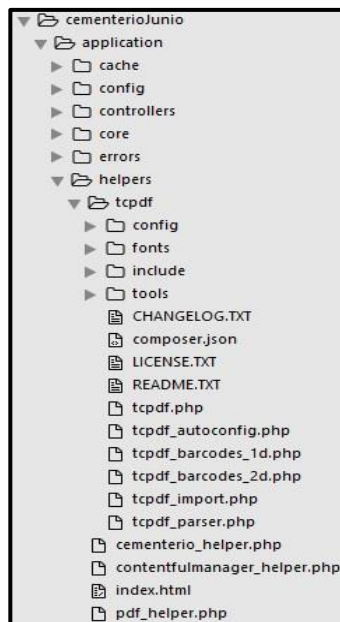 cementerioJunio
application
cache
config
controllers
core
errors
helpers
tcpdf
config
fonts
include
tools
CHANGELOG.TXT
composer.json
LICENSE.TXT
README.TXT
tcpdf.php
tcpdf_autoconfig.php
tcpdf_barcodes_1d.php
tcpdf_barcodes_2d.php
tcpdf_import.php
tcpdf_parser.php
cementerio_helper.php
contentfulmanager_helper.php
index.html
pdf_helper.php